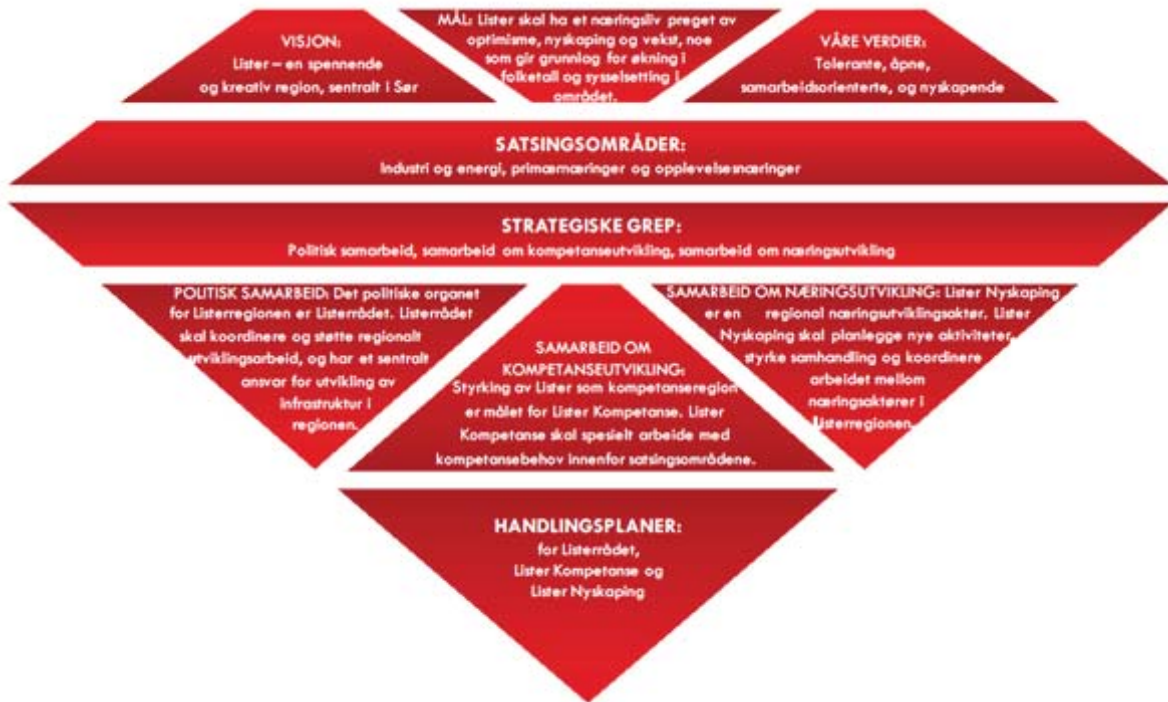 VISJON:
Lister – en spennende
og kreativ region, sentralt i Sør
MÅL: Lister skal ha et næringsliv preget av
optimisme, nyskaping og vekst, noe
som gir grunnlag for økning i
folketall og sysselsetting i
området.
VÅRE VERDIER:
Tolerante, åpne,
samarbeidsorienterte, og nyskapende
SATSINGSOMRÅDER:
Industri og energi, primærnæringer og opplevelsesnæringer
STRATEGISKE GREP:
Politisk samarbeid, samarbeid om kompetanseutvikling, samarbeid om næringsutvikling
POLITISK SAMARBEID: Det politiske organet
for Listerregionen er Listerrådet. Listerrådet
skal koordinere og støtte regionalt
utviklingsarbeid, og har et sentralt
ansvar for utvikling av
infrastruktur i
regionen.
SAMARBEID OM
KOMPETANSEUTVIKLING:
Styrking av Lister som kompetanseregion
er målet for Lister Kompetanse. Lister
Kompetanse skal spesielt arbeide med
kompetansebehov innenfor satsingsområdene.
SAMARBEID OM NÆRINGSUTVIKLING: Lister Nyskaping
er en regional næringsutviklingsaktør. Lister
Nyskaping skal planlegge nye aktiviteter,
styrke samhandling og koordinere
arbeidet mellom
næringsaktører i
Listerregionen.
HANDLINGSPLANER:
for Listerrådet,
Lister Kompetanse og
Lister Nyskaping